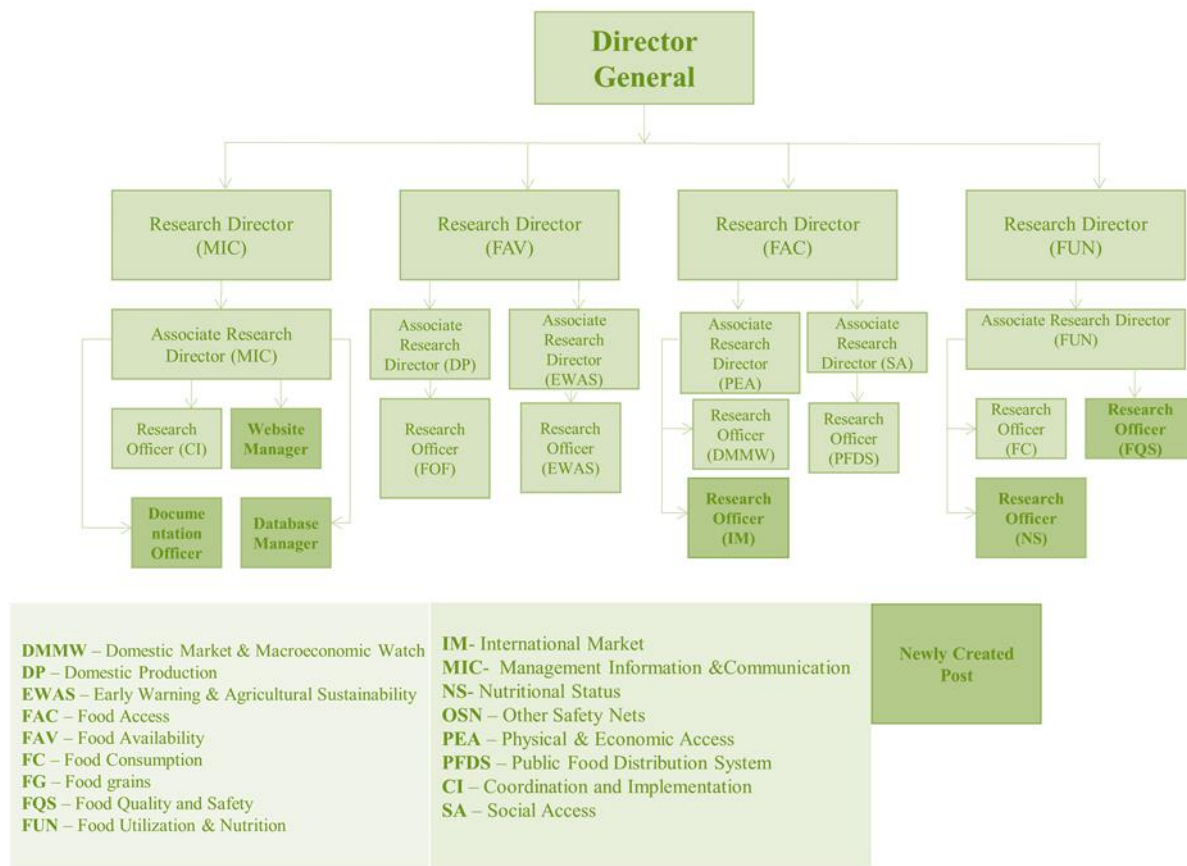 Director
General
Research Director
(MIC)
Research Director
(FAV)
Research Director
(FAC)
Research Director
(FUN)
Associate Research
Director (MIC)
Associate
Research
Director (DP)
Associate
Research
Director
(EWAS)
Associate
Research
Director
(PEA)
Associate
Research
Director (SA)
Associate Research Director
(FUN)
Research
Officer (CI)
Website
Manager
Research
Officer
(FOF)
Research
Officer
(EWAS)
Research
Officer
(DMMW)
Research
Officer
(PFDS)
Research
Officer
(FC)
Research
Officer
(FQS)
Docume
ntation
Officer
Database
Manager
Research
Officer
(IM)
Research
Officer
(NS)
DMMW – Domestic Market & Macroeconomic Watch
DP – Domestic Production
EWAS – Early Warning & Agricultural Sustainability
FAC – Food Access
FAV – Food Availability
FC – Food Consumption
FG – Food grains
FQS – Food Quality and Safety
FUN – Food Utilization & Nutrition
IM- International Market
MIC- Management Information &Communication
NS- Nutritional Status
OSN – Other Safety Nets
PEA – Physical & Economic Access
PFDS – Public Food Distribution System
CI – Coordination and Implementation
SA – Social Access
Newly Created
Post